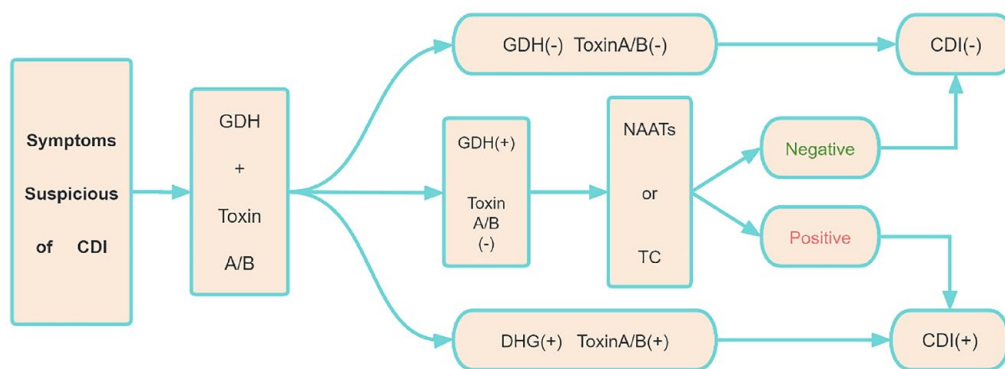 Symptoms
Suspicious
of CDI
GDH
+
Toxin
A/B
GDH(-) ToxinA/B(-)
CDI(-)
GDH(+)
Toxin
A/B
(-)
NAATs
or
TC
Negative
Positive
DHG(+) ToxinA/B(+)
CDI(+)